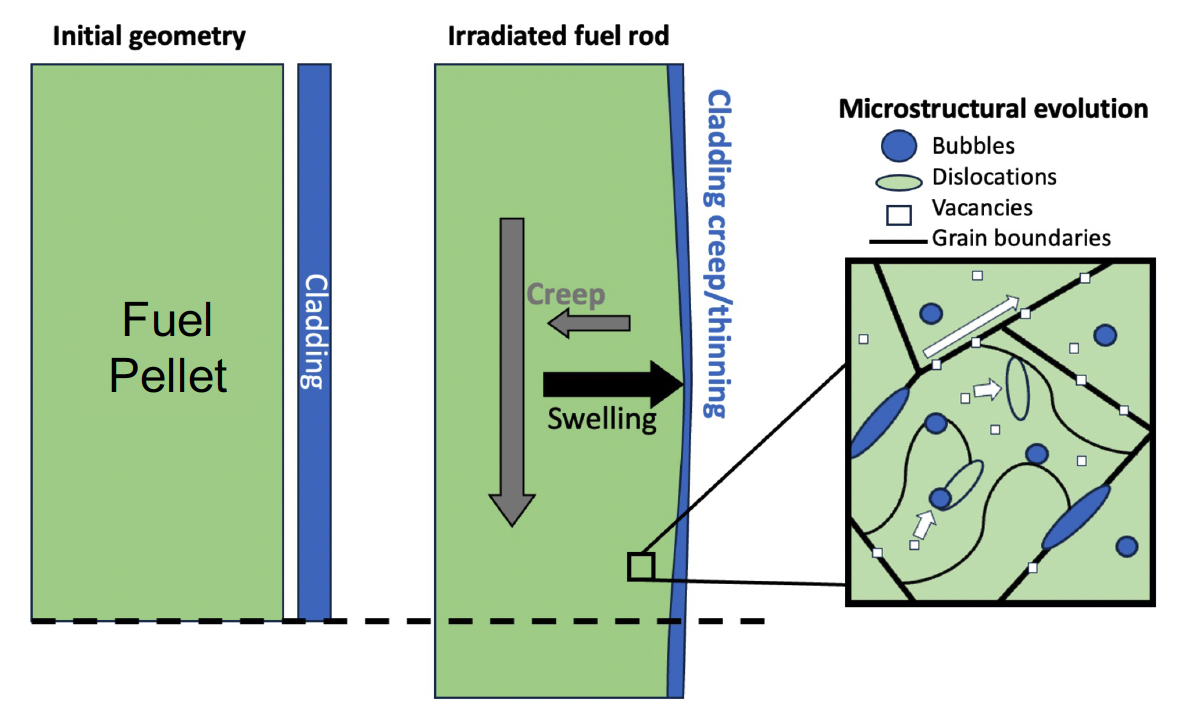 Initial geometry
Irradiated fuel rod
Fuel
Pellet
Cladding
Creep
Swelling
Cladding creep/thinning
Microstructural evolution
Bubbles
Dislocations
Vacancies
Grain boundaries